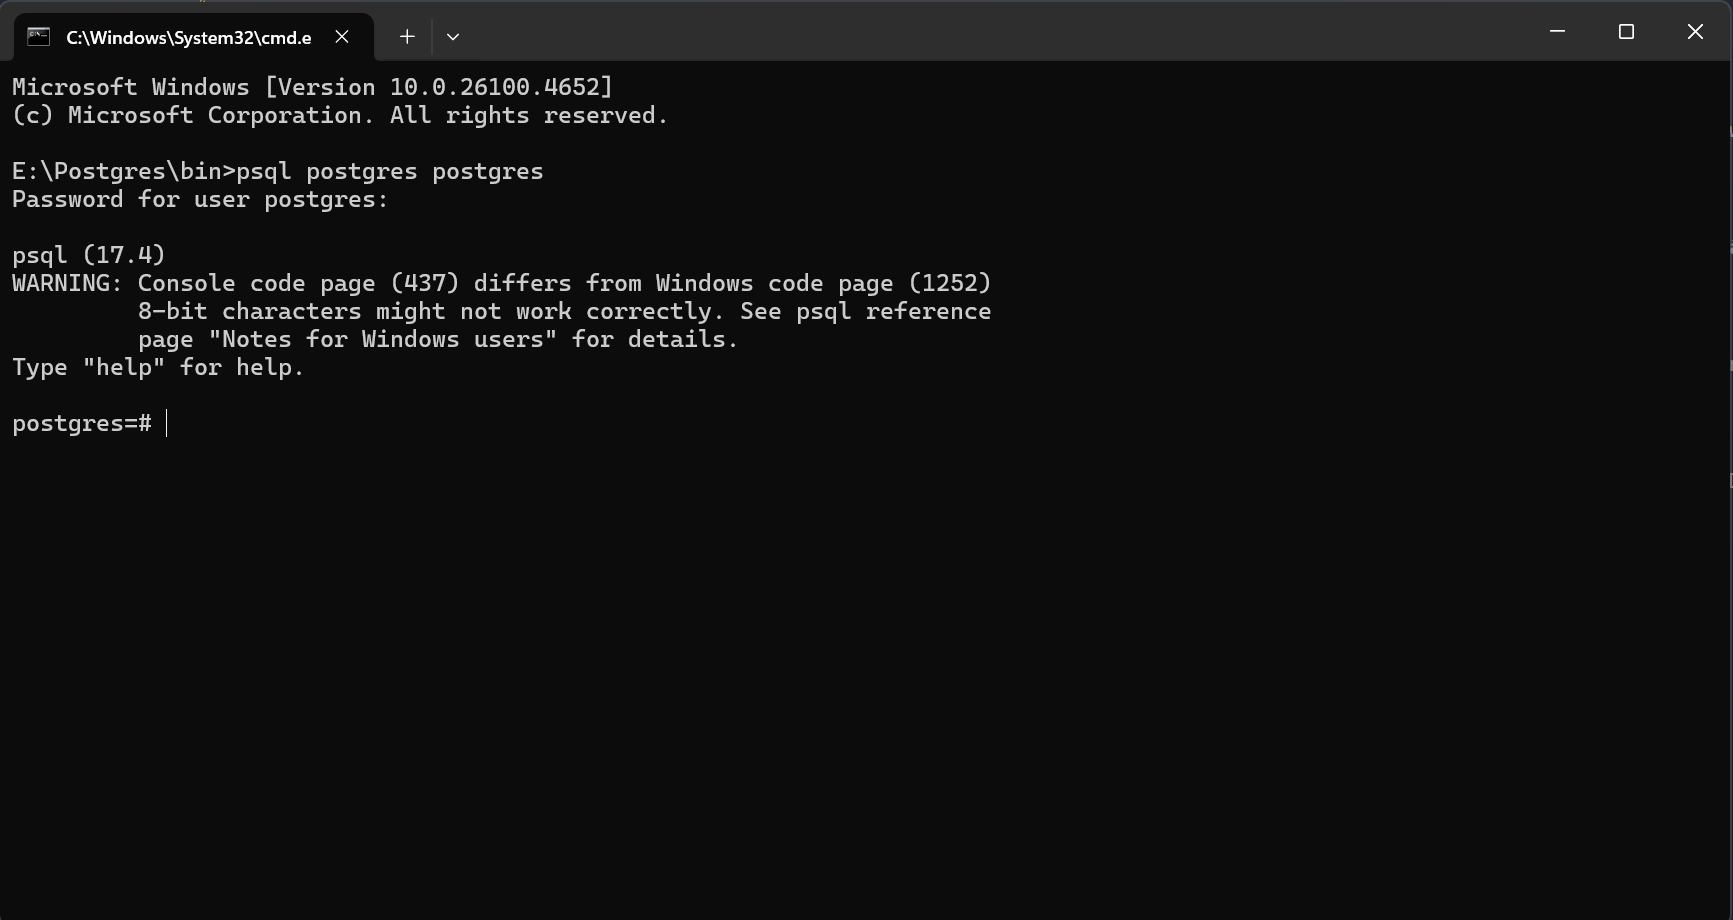 C:\Windows\System32\cmd.e
Microsoft Windows [Version 10.0.26100.4652]
(c) Microsoft Corporation. All rights reserved.
E:\Postgres\bin>psql postgres postgres
Password for user postgres:
psql (17.4)
WARNING: Console code page (437) differs from Windows code page (1252)
         8-bit characters might not work correctly. See psql reference
         page "Notes for Windows users" for details.
Type "help" for help.
postgres=#